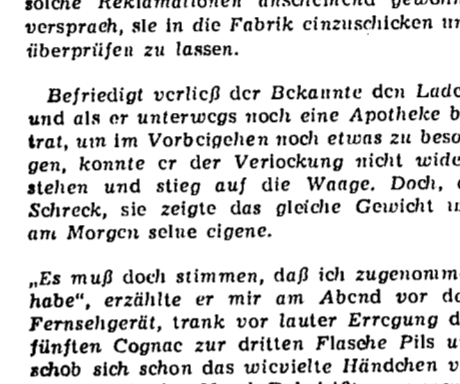 solche Reklamationen anscheinend
versprach, sie in die Fabrik einzuschicken
überprüfen zu lassen.
Befriedigt verließ der Bekannte den
und als er unterwegs noch eine Apotheke
trat, um im Vorbeigehen noch etwas zu beso
gen, konnte er der Verlockung nicht wide
stehen und stieg auf die Waage. Doch,
Schreck, sie zeigte das gleiche Gewicht
am Morgen seine eigene.
„Es muß doch stimmen, daß ich zugenomm
habe“, erzählte er mir am Abend vor
Fernsehgerät, trank vor lauter Erregung
fünften Cognac zur dritten Flasche Pils
schob sich schon das wievielte Händchen